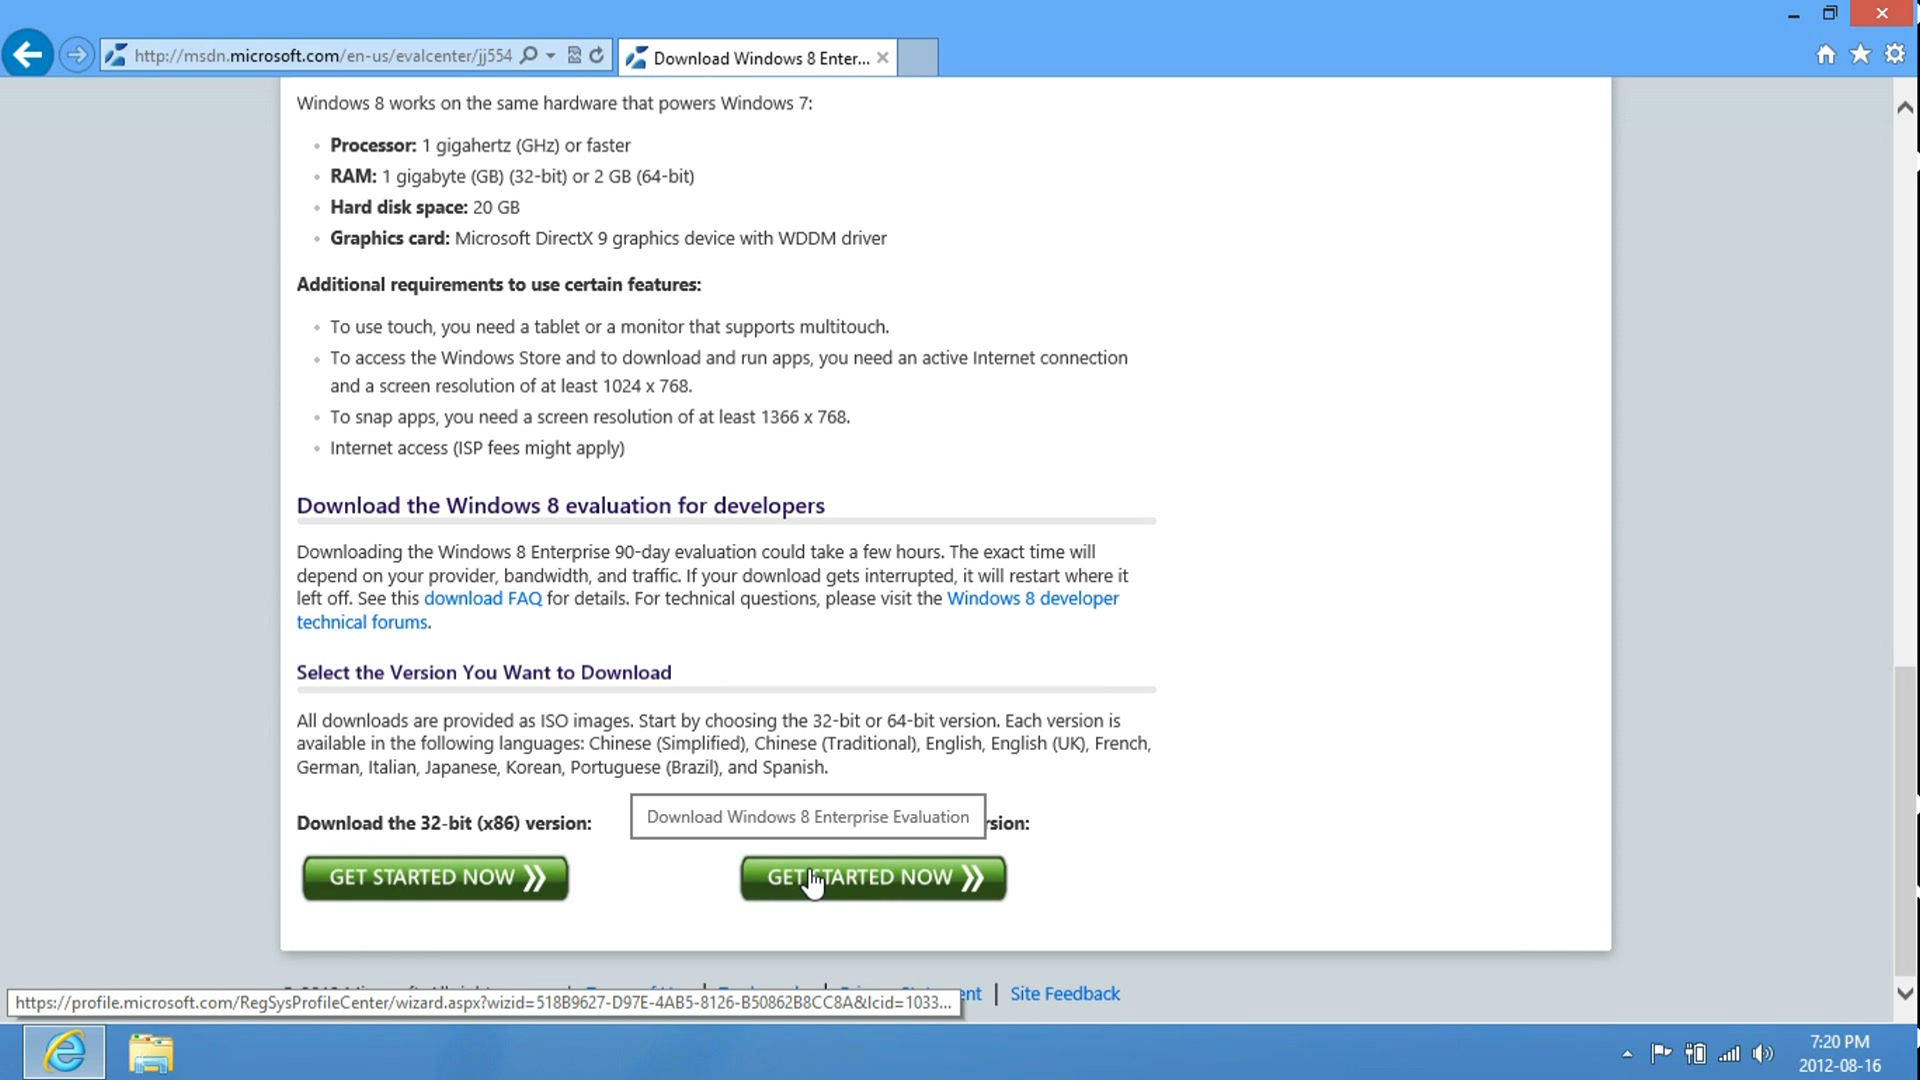 http://msdn.microsoft.com/en-us/evalcenter/jj554
Download Windows 8 Enter...
Windows 8 works on the same hardware that powers Windows 7:
Processor: 1 gigahertz (GHz) or faster
RAM: 1 gigabyte (GB) (32-bit) or 2 GB (64-bit)
Hard disk space: 20 GB
Graphics card: Microsoft DirectX 9 graphics device with WDDM driver
Additional requirements to use certain features:
To use touch, you need a tablet or a monitor that supports multitouch.
To access the Windows Store and to download and run apps, you need an active Internet connection
and a screen resolution of at least 1024 x 768.
To snap apps, you need a screen resolution of at least 1366 x 768.
Internet access (ISP fees might apply)
Download the Windows 8 evaluation for developers
Downloading the Windows 8 Enterprise 90-day evaluation could take a few hours. The exact time will
depend on your provider, bandwidth, and traffic. If your download gets interrupted, it will restart where it
left off. See this download FAQ for details. For technical questions, please visit the Windows 8 developer
technical forums.
Select the Version You Want to Download
All downloads are provided as ISO images. Start by choosing the 32-bit or 64-bit version. Each version is
available in the following languages: Chinese (Simplified), Chinese (Traditional), English, English (UK), French,
German, Italian, Japanese, Korean, Portuguese (Brazil), and Spanish.
Download the 32-bit (x86) version:
Download Windows 8 Enterprise Evaluation
rsion:
GET STARTED NOW
GET STARTED NOW
| Site Feedback
https://profile.microsoft.com/RegSysProfileCenter/wizard.aspx?wizid=518B9627-D97E-4AB5-8126-B50862B8CC8A&lcid=1033...
7:20 PM
2012-08-16